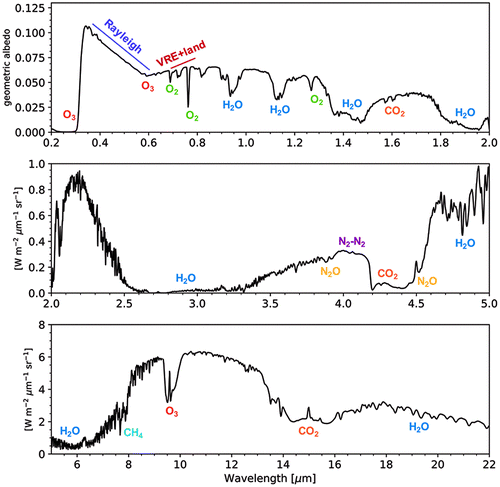 0.125
0.100
0.075
0.050
0.025
0.000
geometric albedo
Rayleigh
VRE+land
O₃
O₃
O₂
O₂
H₂O
H₂O
O₂
H₂O
CO₂
H₂O
0.2 0.4 0.6 0.8 1.0 1.2 1.4 1.6 1.8 2.0
1.0
0.8
0.6
0.4
0.2
0.0
[W m⁻² μm⁻¹ sr⁻¹]
H₂O
N₂-N₂
N₂O
CO₂
N₂O
H₂O
2.0 2.5 3.0 3.5 4.0 4.5 5.0
8
6
4
2
0
[W m⁻² μm⁻¹ sr⁻¹]
H₂O
CH₄
O₃
CO₂
H₂O
6 8 10 12 14 16 18 20 22
Wavelength [μm]